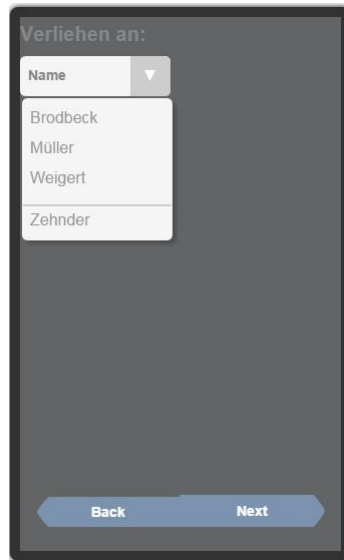 Verliehen an:
Name
Brodbeck
Müller
Weigert
Zehnder
Back Next